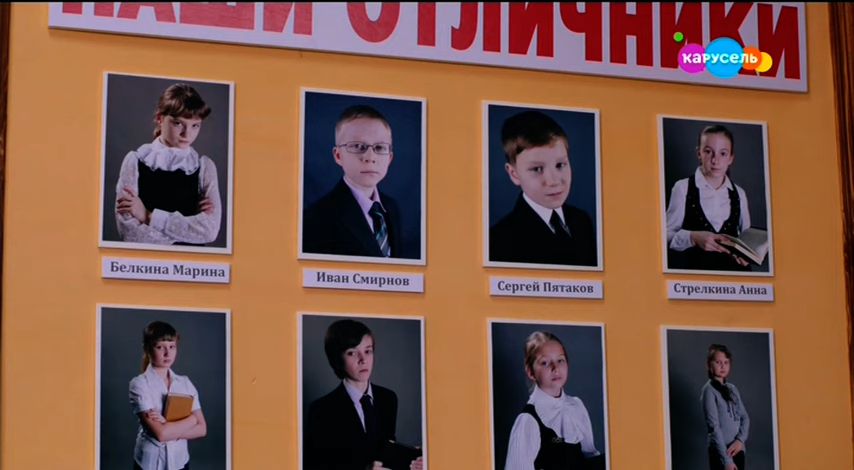 НАШИ ОТЛИЧНИКИ
карусель
Белкина Марина
Иван Смирнов
Сергей Пятаков
Стрелкина Анна